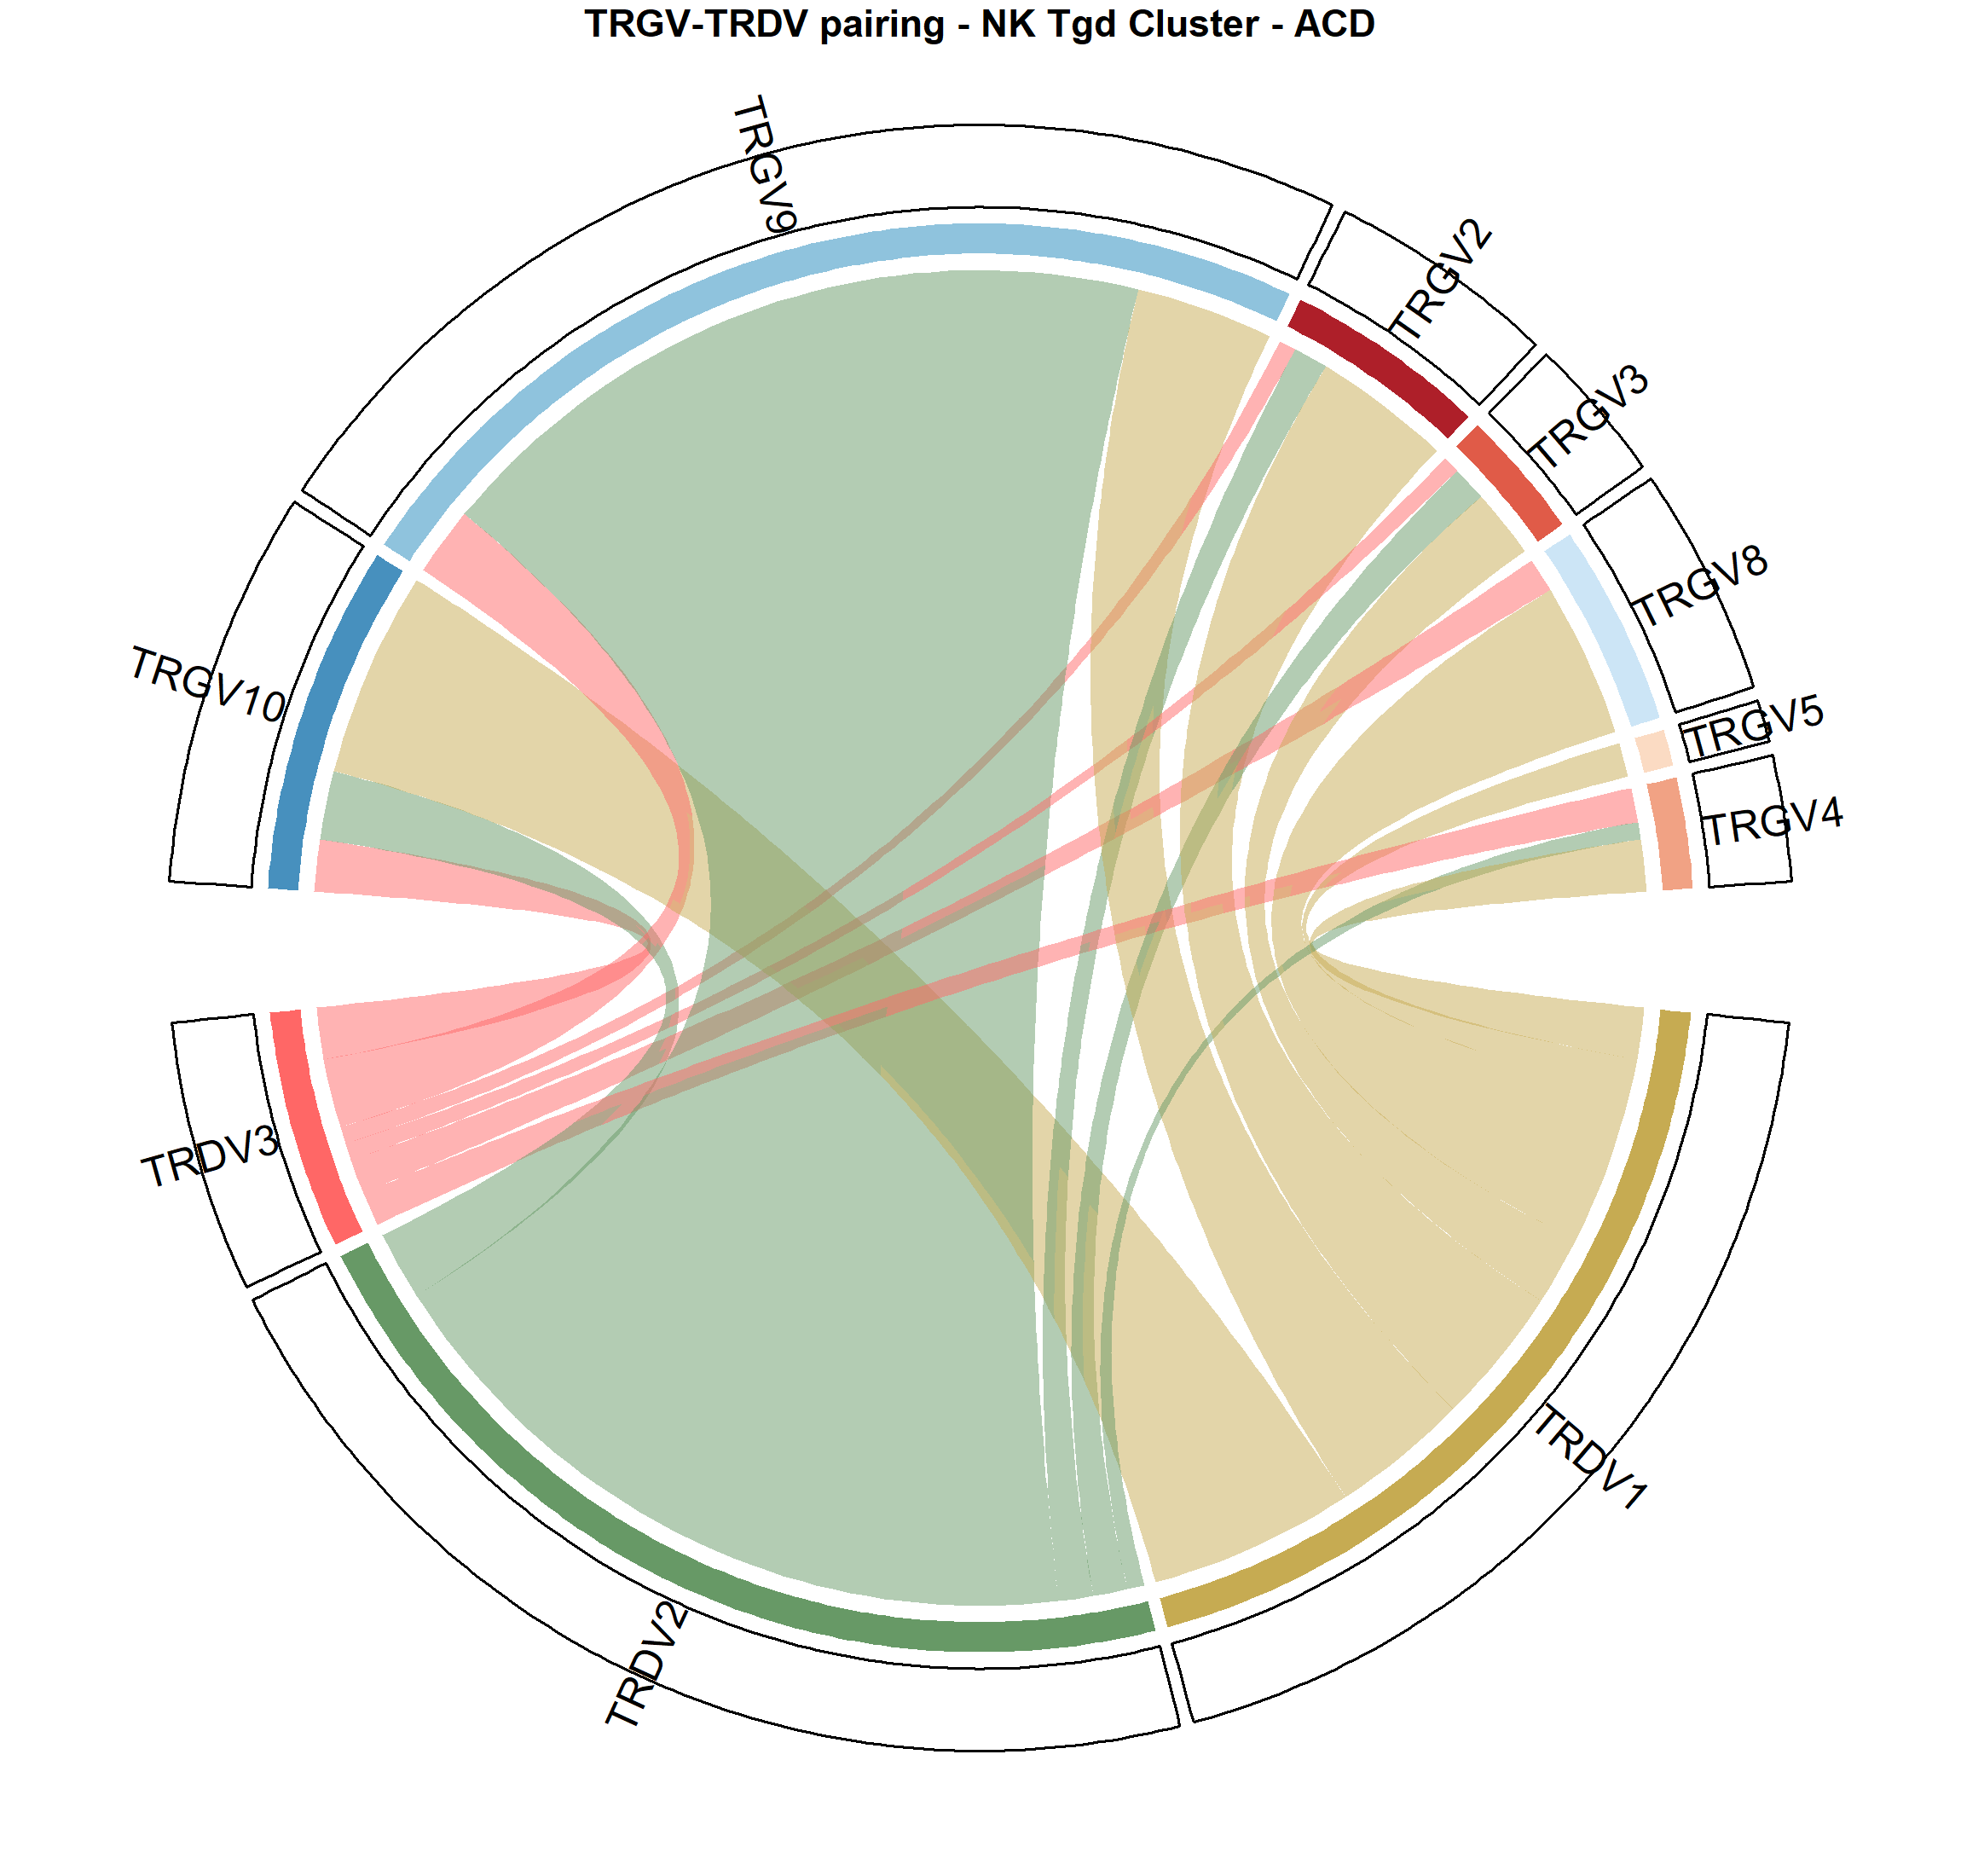 TRGV-TRDV pairing - NK Tgd Cluster - ACD
TRGV9
TRGV2
TRGV3
TRGV8
TRGV5
TRGV4
TRGV10
TRDV3
TRDV1
TRDV2